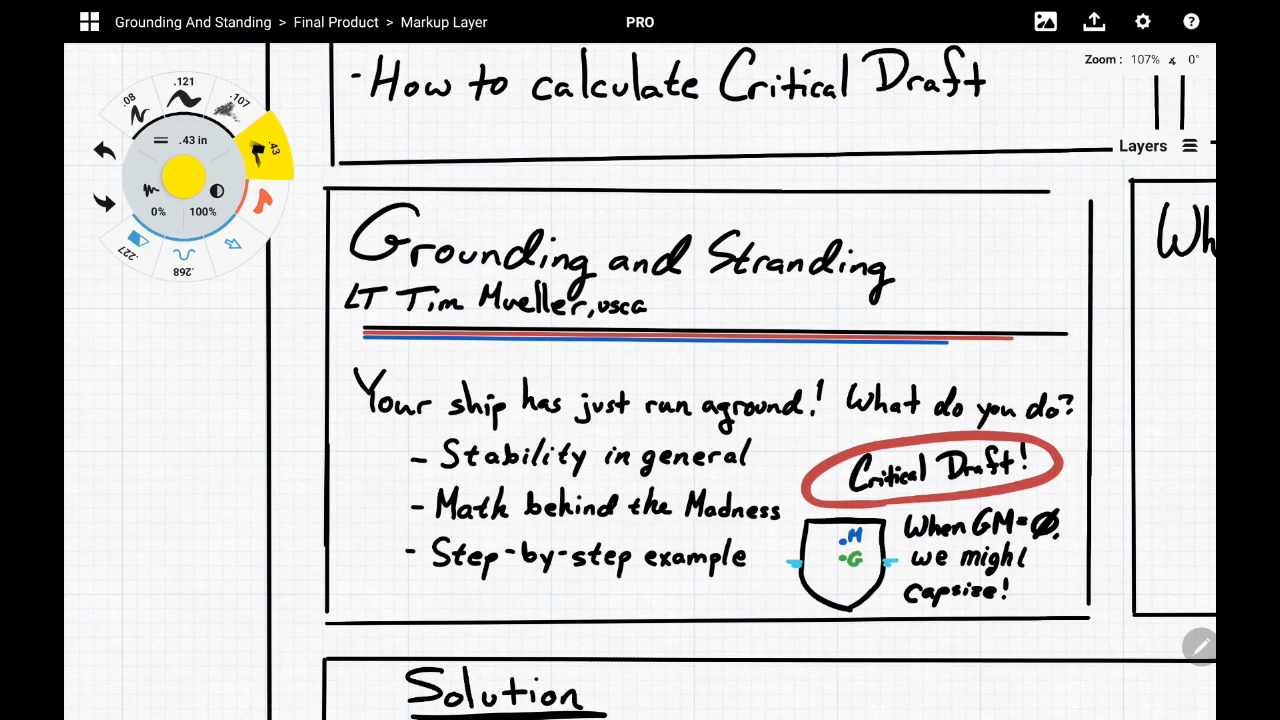 Grounding And Standing > Final Product > Markup Layer
PRO
Zoom : 107% 0°
Layers
.08
.121
.107
.43
.43 in
0%
100%
.227
.268
- How to calculate Critical Draft
Grounding and Stranding
LT Tim Mueller, USCG
Your ship has just run aground! What do you do?
- Stability in general
- Math behind the Madness
- Step-by-step example
Critical Draft!
.M
.G
When GM=Ø.
we might
capsize!
Wh
Solution